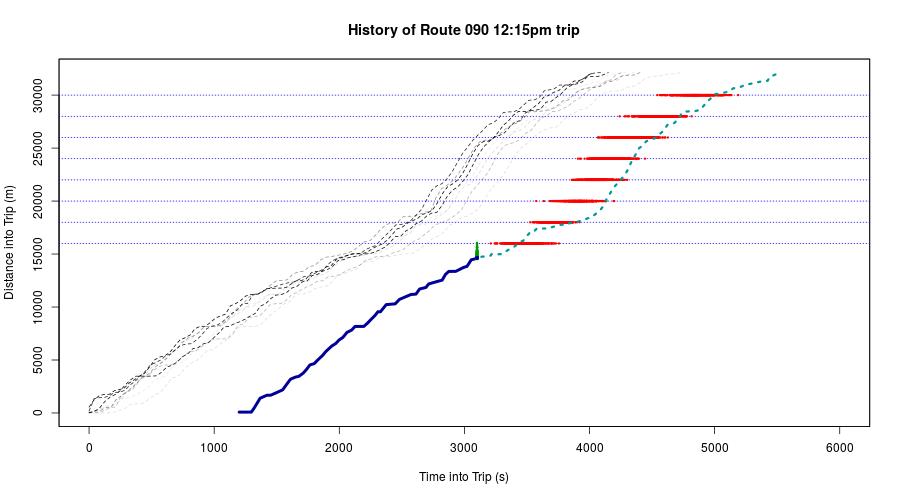 History of Route 090 12:15pm trip
Distance into Trip (m)
30000
25000
20000
15000
10000
5000
0
0 1000 2000 3000 4000 5000 6000
Time into Trip (s)